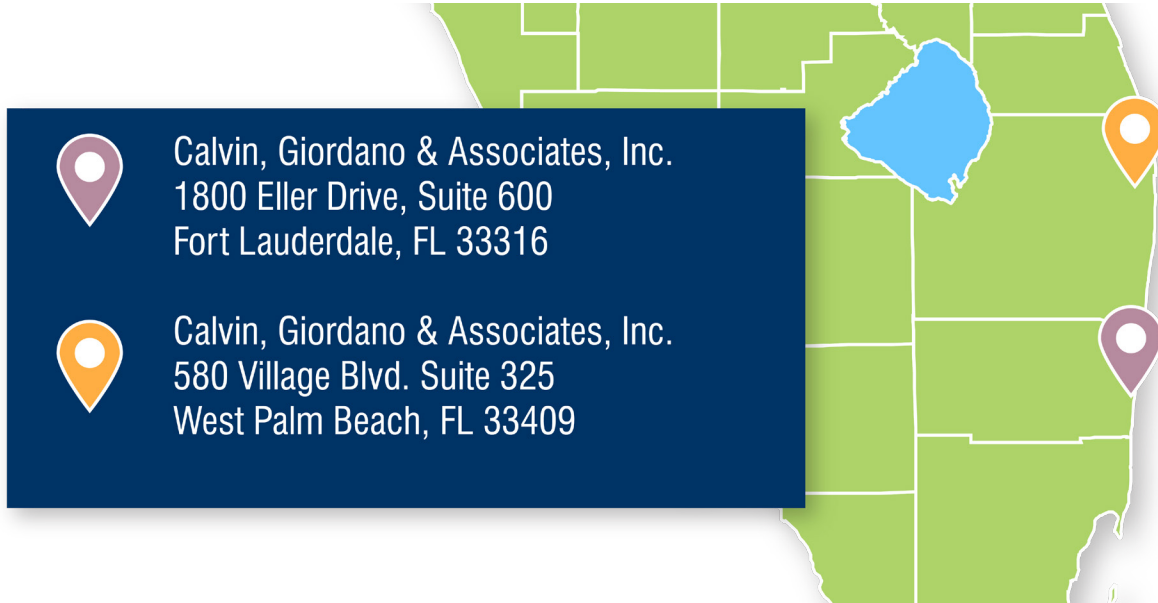 Calvin, Giordano & Associates, Inc.
1800 Eller Drive, Suite 600
Fort Lauderdale, FL 33316
Calvin, Giordano & Associates, Inc.
580 Village Blvd. Suite 325
West Palm Beach, FL 33409